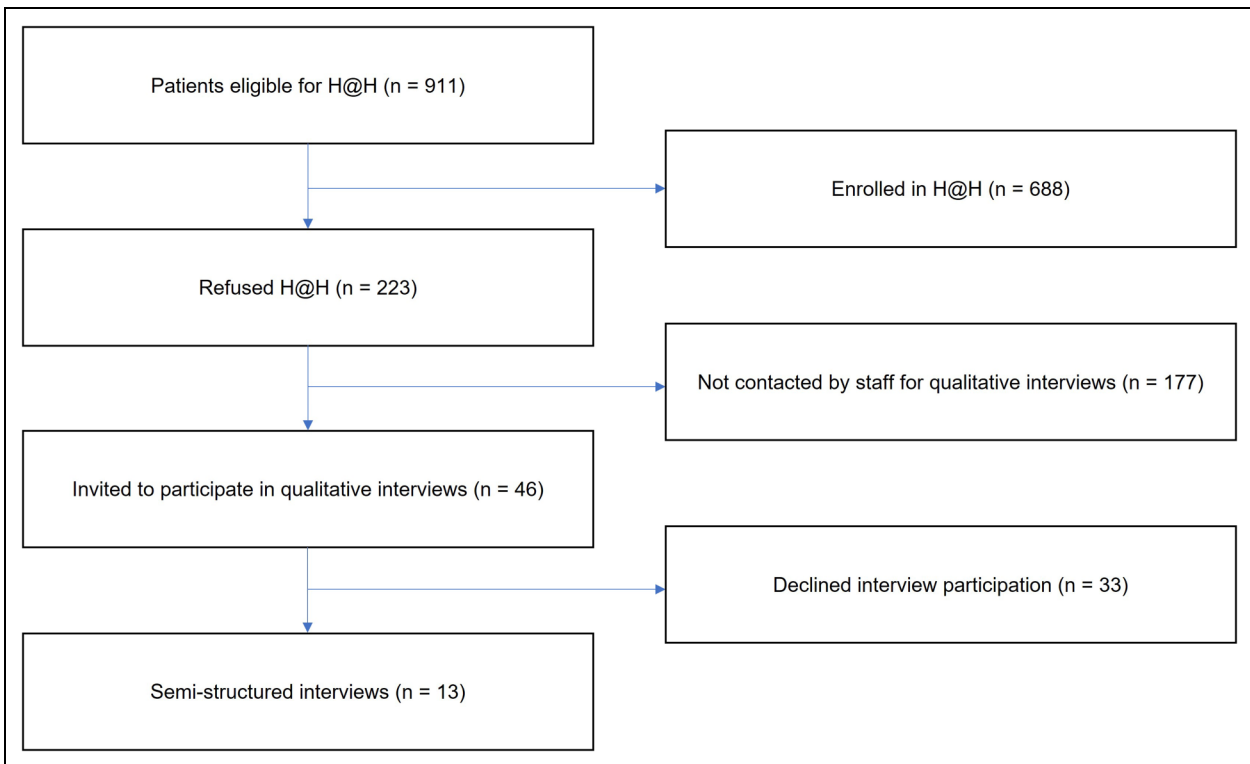 Patients eligible for H@H (n = 911)
Enrolled in H@H (n = 688)
Refused H@H (n = 223)
Not contacted by staff for qualitative interviews (n = 177)
Invited to participate in qualitative interviews (n = 46)
Declined interview participation (n = 33)
Semi-structured interviews (n = 13)